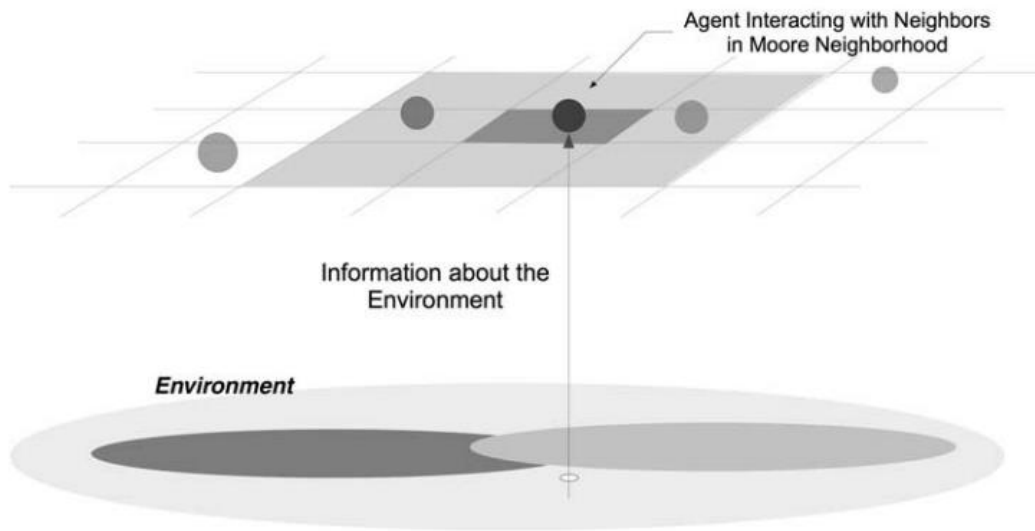 Agent Interacting with Neighbors
in Moore Neighborhood
Information about the
Environment
Environment